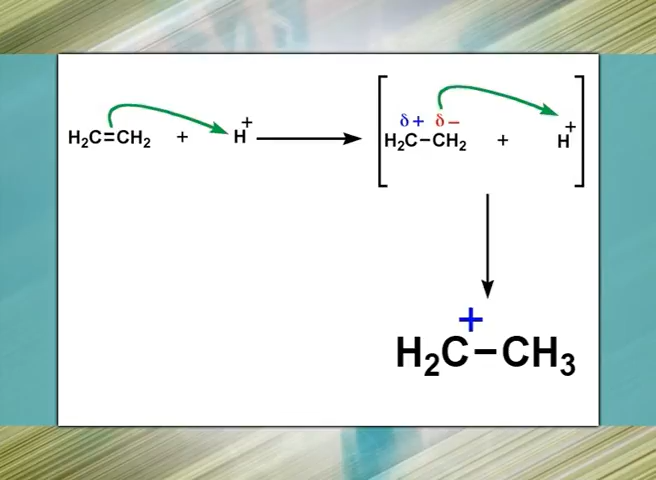 H₂C=CH₂ + H⁺
δ+ δ−
H₂C−CH₂ + H⁺
+
H₂C−CH₃